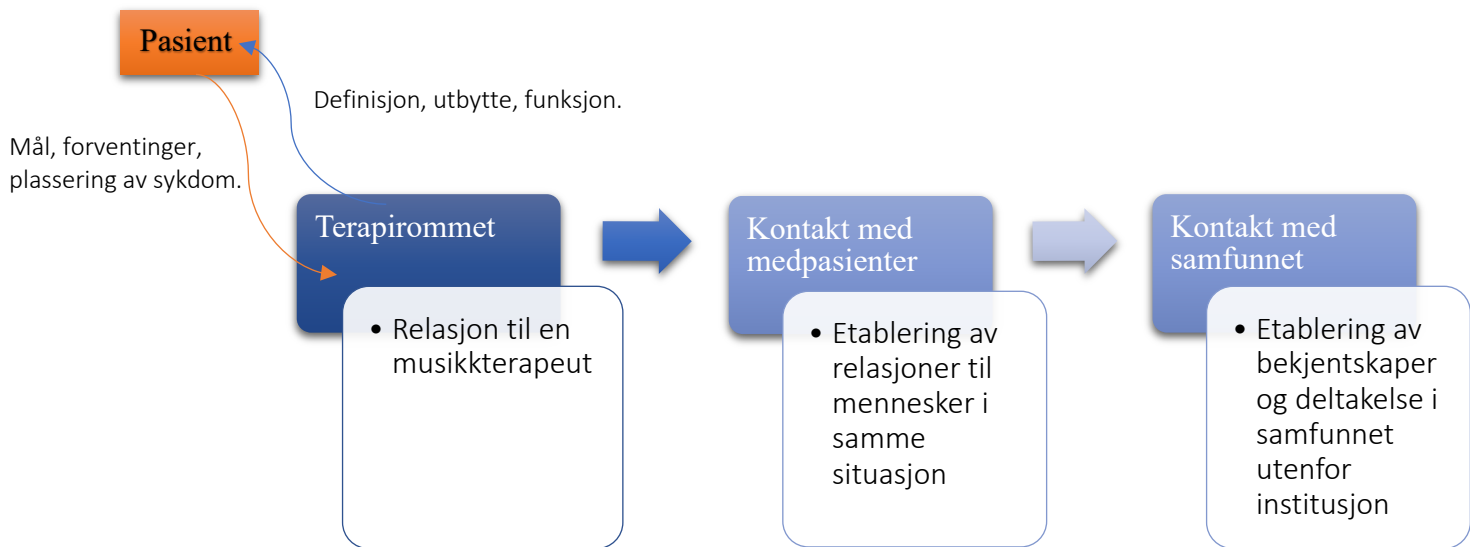 Pasient
Definisjon, utbytte, funksjon.
Mål, forventinger,
plassering av sykdom.
Terapirommet
• Relasjon til en
musikkterapeut
Kontakt med
medpasienter
• Etablering av
relasjoner til
mennesker i
samme
situasjon
Kontakt med
samfunnet
• Etablering av
bekjentskaper
og deltakelse i
samfunnet
utenfor
institusjon